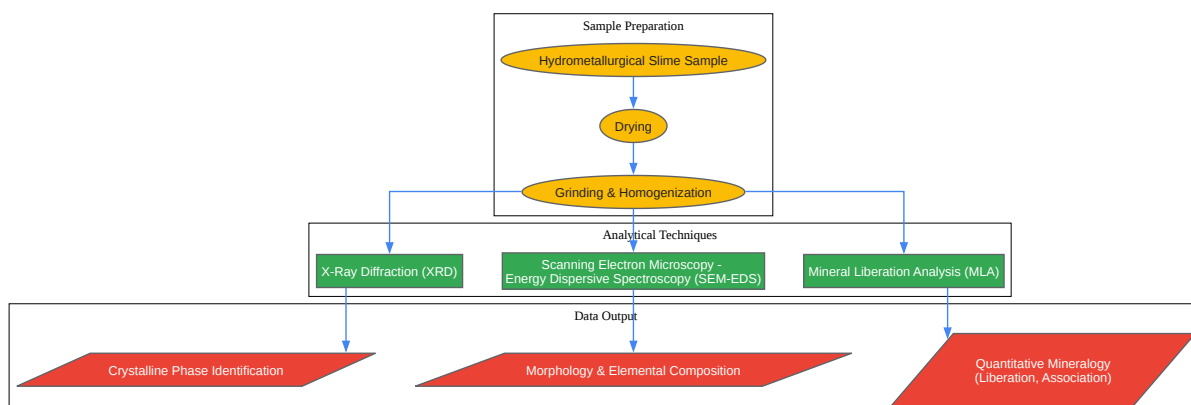 Sample Preparation
Hydrometallurgical Slime Sample
Drying
Grinding & Homogenization
Analytical Techniques
X-Ray Diffraction (XRD)
Scanning Electron Microscopy -
Energy Dispersive Spectroscopy (SEM-EDS)
Mineral Liberation Analysis (MLA)
Data Output
Crystalline Phase Identification
Morphology & Elemental Composition
Quantitative Mineralogy
(Liberation, Association)